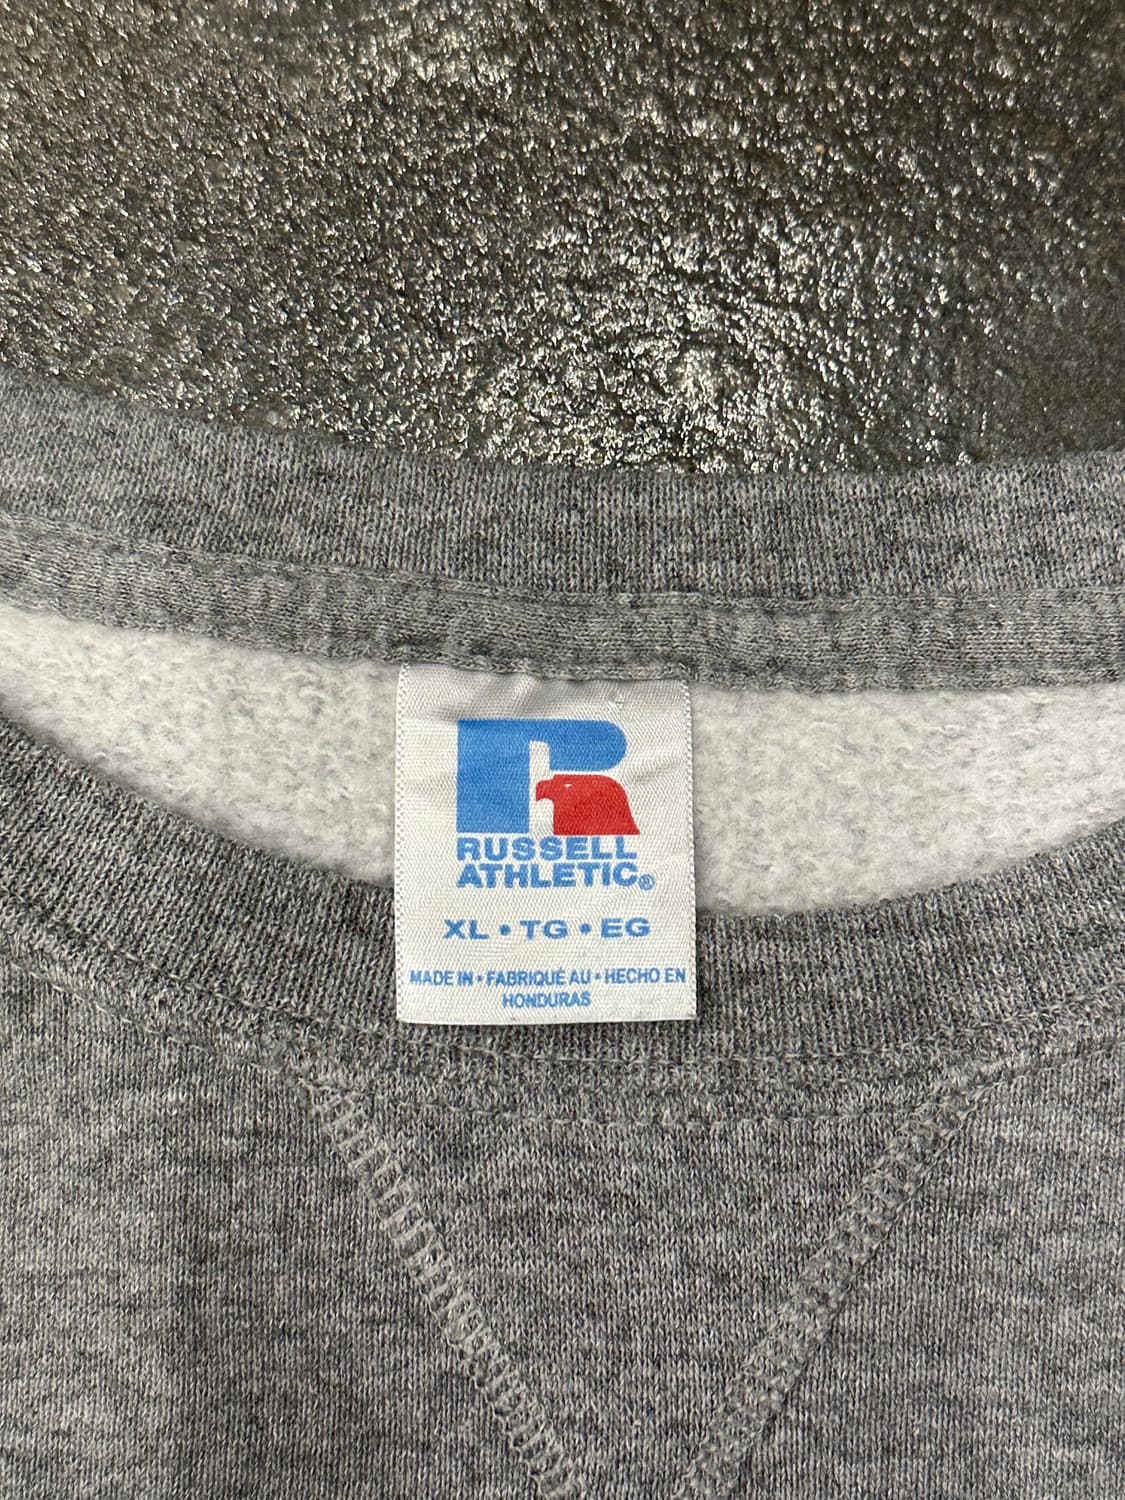 RUSSELL
ATHLETIC®
XL • TG • EG
MADE IN • FABRIQUÉ AU • HECHO EN
HONDURAS